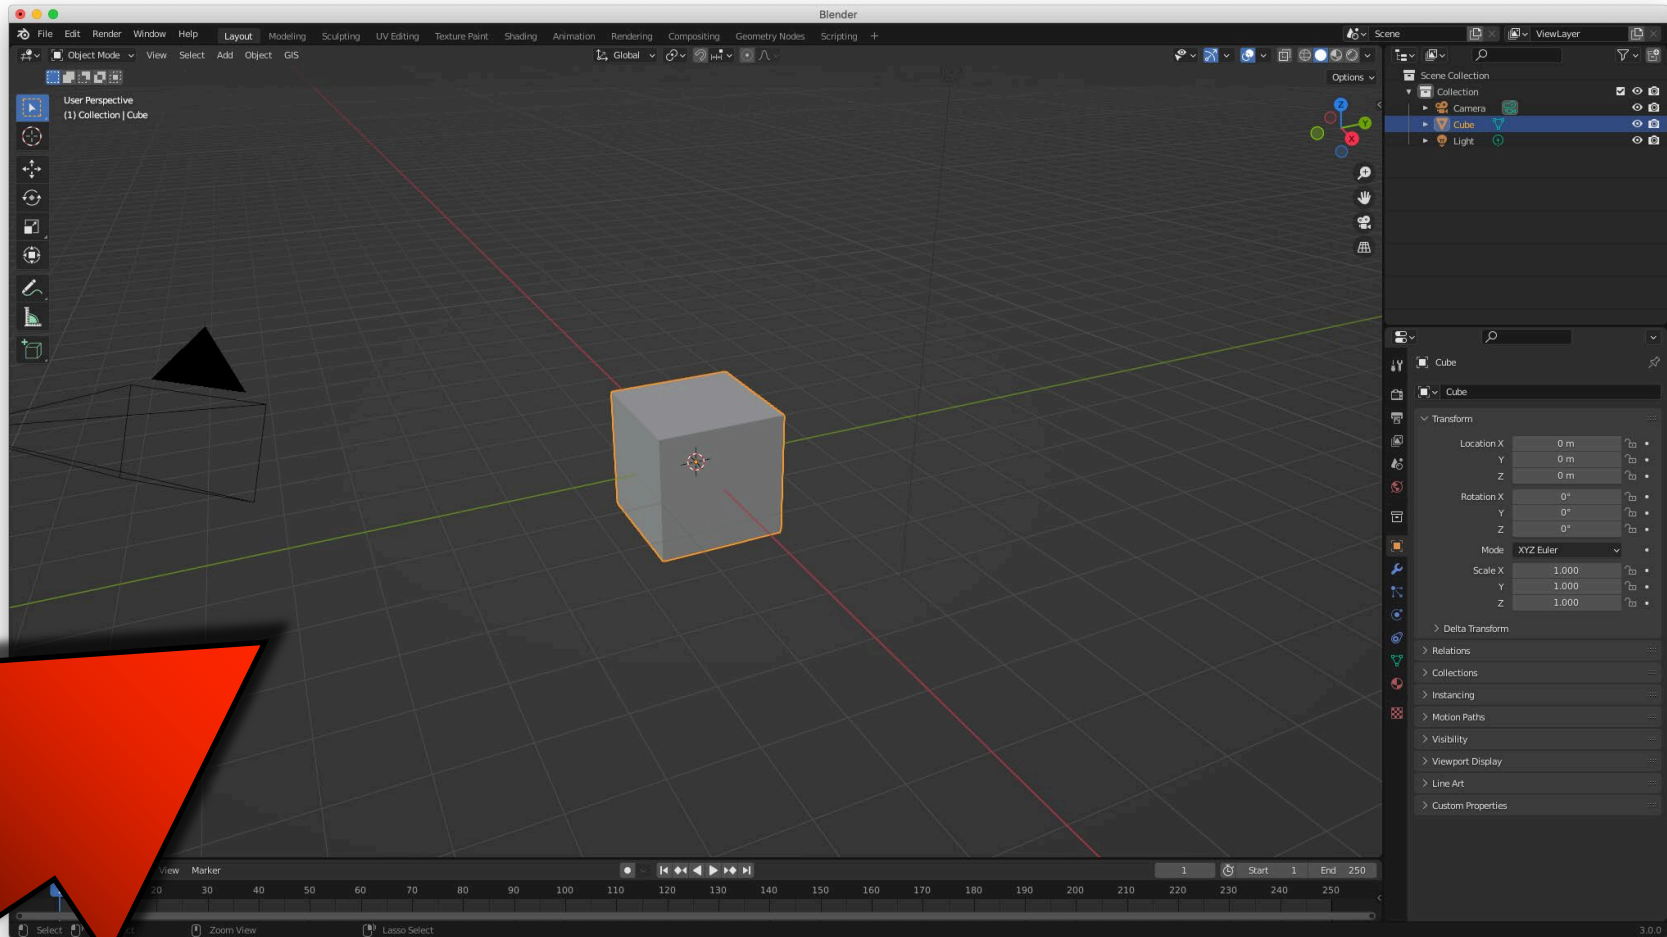 Blender
File Edit Render Window Help Layout Modeling Sculpting UV Editing Texture Paint Shading Animation Rendering Compositing Geometry Nodes Scripting + Scene ViewLayer
Object Mode View Select Add Object GIS Global
Options
User Perspective
(1) Collection | Cube
Z
Y
X
Scene Collection
Collection
Camera
Cube
Light
Cube
Cube
Transform
Location X 0 m
Y 0 m
Z 0 m
Rotation X 0°
Y 0°
Z 0°
Mode XYZ Euler
Scale X 1.000
Y 1.000
Z 1.000
Delta Transform
Relations
Collections
Instancing
Motion Paths
Visibility
Viewport Display
Line Art
Custom Properties
View Marker 1 Start 1 End 250
20 30 40 50 60 70 80 90 100 110 120 130 140 150 160 170 180 190 200 210 220 230 240 250
Select Zoom View Lasso Select 3.0.0